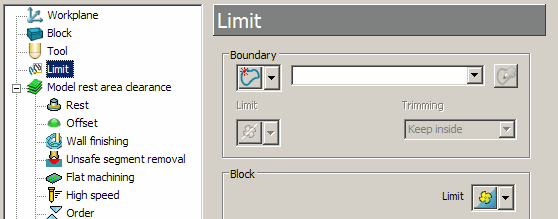 Workplane
Block
Tool
Limit
Model rest area clearance
Rest
Offset
Wall finishing
Unsafe segment removal
Flat machining
High speed
Order
Limit
Boundary
Limit
Trimming
Keep inside
Block
Limit